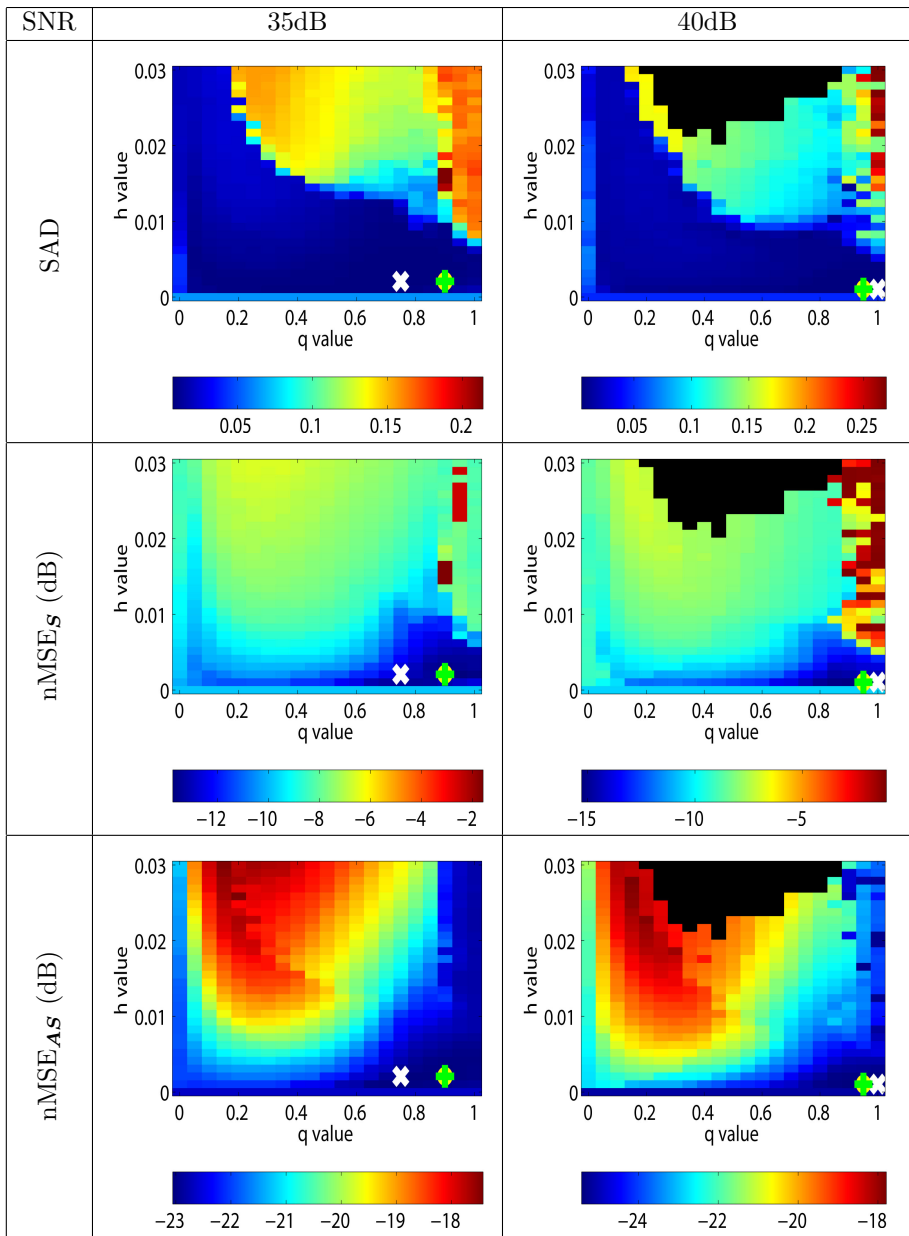 SNR 35dB 40dB
SAD
h value
0.03
0.02
0.01
0
0 0.2 0.4 0.6 0.8 1
q value
0.05 0.1 0.15 0.2
h value
0.03
0.02
0.01
0
0 0.2 0.4 0.6 0.8 1
q value
0.05 0.1 0.15 0.2 0.25
nMSE_S (dB)
h value
0.03
0.02
0.01
0
0 0.2 0.4 0.6 0.8 1
q value
−12 −10 −8 −6 −4 −2
h value
0.03
0.02
0.01
0
0 0.2 0.4 0.6 0.8 1
q value
−15 −10 −5
nMSE_AS (dB)
h value
0.03
0.02
0.01
0
0 0.2 0.4 0.6 0.8 1
q value
−23 −22 −21 −20 −19 −18
h value
0.03
0.02
0.01
0
0 0.2 0.4 0.6 0.8 1
q value
−24 −22 −20 −18